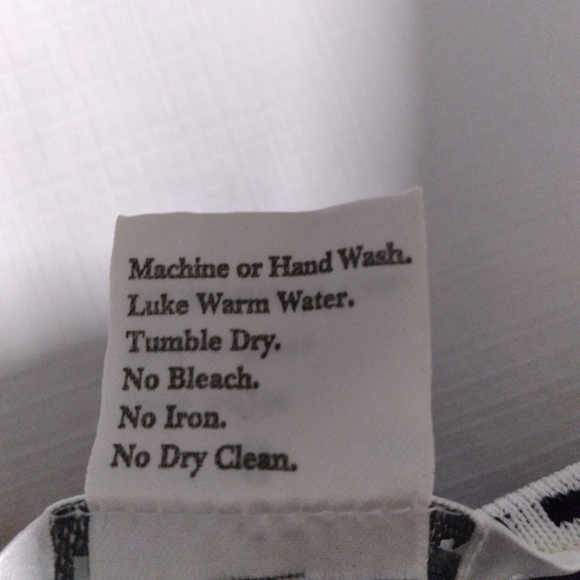 Machine or Hand Wash.
Luke Warm Water.
Tumble Dry.
No Bleach.
No Iron.
No Dry Clean.